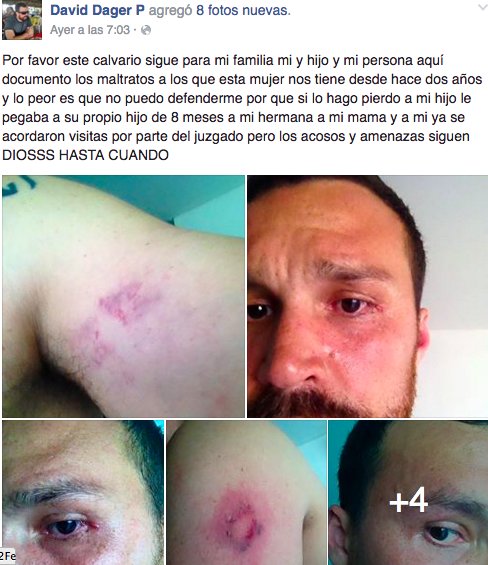 David Dager P agregó 8 fotos nuevas.
Ayer a las 7:03 ·
Por favor este calvario sigue para mi familia mi y hijo y mi persona aquí
documento los maltratos a los que esta mujer nos tiene desde hace dos años
y lo peor es que no puedo defenderme por que si lo hago pierdo a mi hijo le
pegaba a su propio hijo de 8 meses a mi hermana a mi mama y a mi ya se
acordaron visitas por parte del juzgado pero los acosos y amenazas siguen
DIOSSS HASTA CUANDO
+4
2Fe